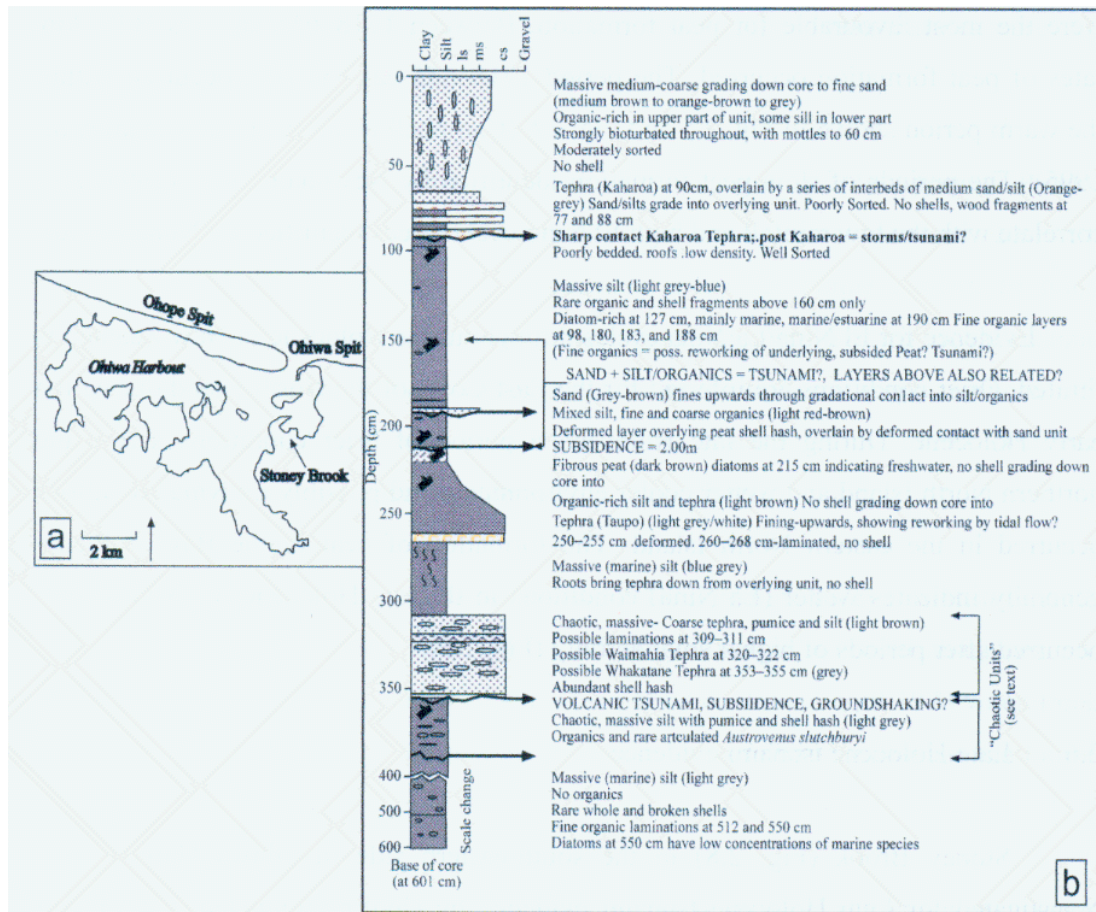 Ohope Spit
Ohiwa Spit
Ohiwa Harbout
Stoney Brook
a
2 km
Clay
Silt
ls
ms
cs
Gravel
0
50
100
150
200
250
300
350
400
500
600
Depth (cm)
Scale change
Base of core
(at 601 cm)
Massive medium-coarse grading down core to fine sand
(medium brown to orange-brown to grey)
Organic-rich in upper part of unit, some sill in lower part
Strongly bioturbated throughout, with mottles to 60 cm
Moderately sorted
No shell
Tephra (Kaharoa) at 90cm, overlain by a series of interbeds of medium sand/silt (Orange-
grey) Sand/silts grade into overlying unit. Poorly Sorted. No shells, wood fragments at
77 and 88 cm
Sharp contact Kaharoa Tephra;.post Kaharoa = storms/tsunami?
Poorly bedded. roofs .low density. Well Sorted
Massive silt (light grey-blue)
Rare organic and shell fragments above 160 cm only
Diatom-rich at 127 cm, mainly marine, marine/estuarine at 190 cm Fine organic layers
at 98, 180, 183, and 188 cm
(Fine organics = poss. reworking of underlying, subsided Peat? Tsunami?)
SAND + SILT/ORGANICS = TSUNAMI?, LAYERS ABOVE ALSO RELATED?
Sand (Grey-brown) fines upwards through gradational con1act into silt/organics
Mixed silt, fine and coarse organics (light red-brown)
Deformed layer overlying peat shell hash, overlain by deformed contact with sand unit
SUBSIDENCE = 2.00m
Fibrous peat (dark brown) diatoms at 215 cm indicating freshwater, no shell grading down
core into
Organic-rich silt and tephra (light brown) No shell grading down core into
Tephra (Taupo) (light grey/white) Fining-upwards, showing reworking by tidal flow?
250–255 cm .deformed. 260–268 cm-laminated, no shell
Massive (marine) silt (blue grey)
Roots bring tephra down from overlying unit, no shell
Chaotic, massive- Coarse tephra, pumice and silt (light brown)
Possible laminations at 309–311 cm
Possible Waimahia Tephra at 320–322 cm
Possible Whakatane Tephra at 353–355 cm (grey)
Abundant shell hash
VOLCANIC TSUNAMI, SUBSIIDENCE, GROUNDSHAKING?
Chaotic, massive silt with pumice and shell hash (light grey)
Organics and rare artculated Austrovenus slutchburyi
"Chaotic Units"
(see text)
Massive (marine) silt (light grey)
No organics
Rare whole and broken shells
Fine organic laminations at 512 and 550 cm
Diatoms at 550 cm have low concentrations of marine species
b